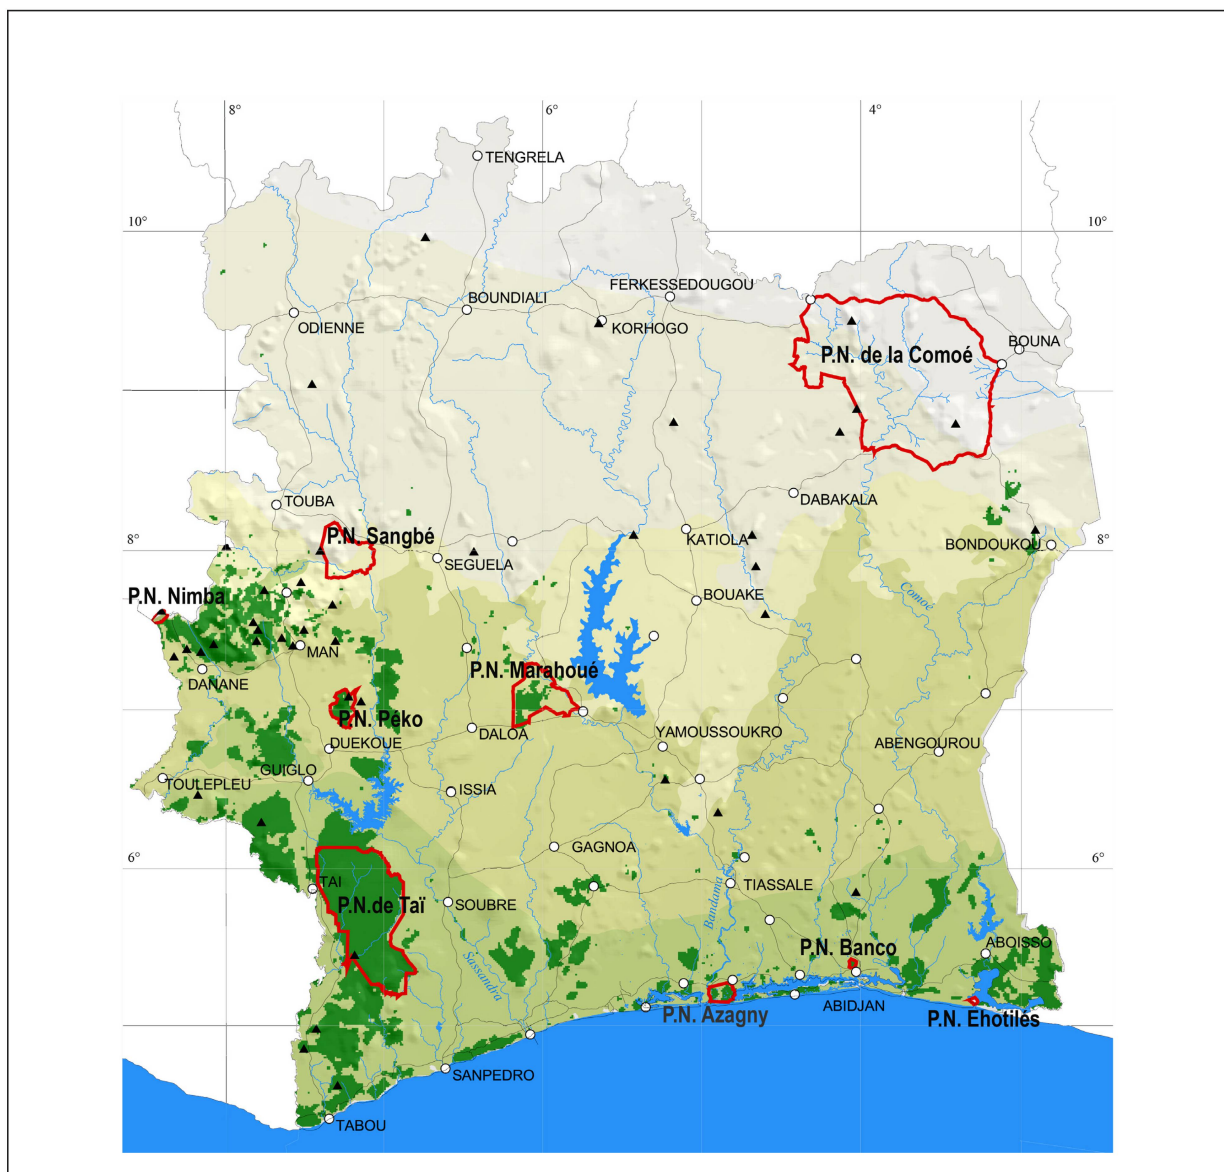 8°
6°
4°
TENGRELA
10°
10°
FERKESSEDOUGOU
BOUNDIALI
ODIENNE
KORHOGO
BOUNA
P.N. de la Comoé
TOUBA
DABAKALA
P.N. Sangbé
KATIOLA
BONDOUKOU
8°
8°
SEGUELA
P.N. Nimba
BOUAKE
Comoé
MAN
P.N. Marahoué
DANANE
P.N. Péko
DALOA
YAMOUSSOUKRO
DUEKOUE
ABENGOUROU
GUIGLO
TOULEPLEU
ISSIA
GAGNOA
6°
6°
TAI
TIASSALE
P.N.de Taï
SOUBRE
Bandama
P.N. Banco
ABOISSO
Sassandra
ABIDJAN
P.N. Azagny
P.N. Ehotilés
SANPEDRO
TABOU